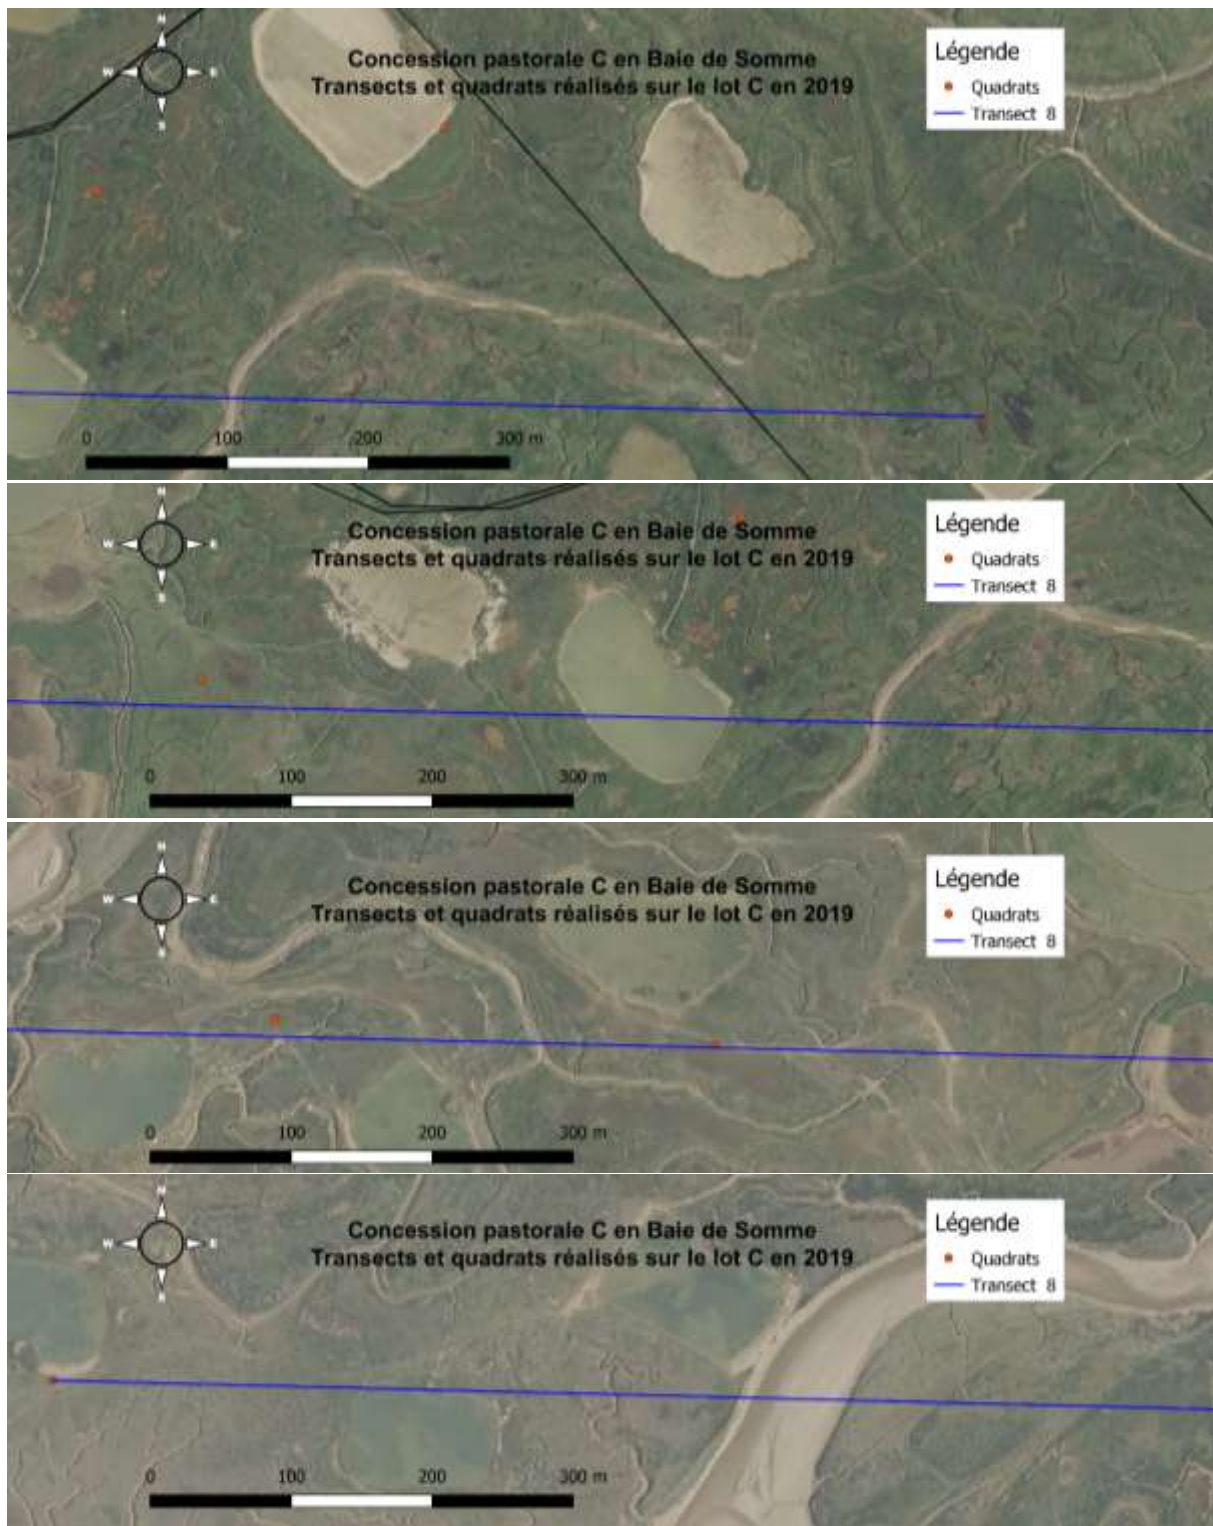 N
W E
S
Concession pastorale C en Baie de Somme
Transects et quadrats réalisés sur le lot C en 2019
Légende
Quadrats
Transect 8
0 100 200 300 m
N
W E
S
Concession pastorale C en Baie de Somme
Transects et quadrats réalisés sur le lot C en 2019
Légende
Quadrats
Transect 8
0 100 200 300 m
N
W E
S
Concession pastorale C en Baie de Somme
Transects et quadrats réalisés sur le lot C en 2019
Légende
Quadrats
Transect 8
0 100 200 300 m
N
W E
S
Concession pastorale C en Baie de Somme
Transects et quadrats réalisés sur le lot C en 2019
Légende
Quadrats
Transect 8
0 100 200 300 m